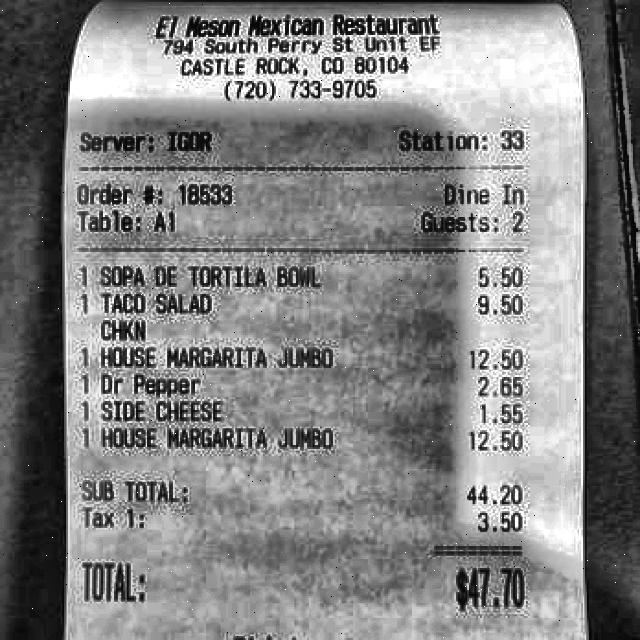 El Meson Mexican Restaurant
794 South Perry St Unit EF
CASTLE ROCK, CO 80104
(720) 733-9705
Server: IGOR Station: 33
Order #: 18533 Dine In
Table: A1 Guests: 2
1 SOPA DE TORTILA BOWL 5.50
1 TACO SALAD 9.50
CHKN
1 HOUSE MARGARITA JUMBO 12.50
1 Dr Pepper 2.65
1 SIDE CHEESE 1.55
1 HOUSE MARGARITA JUMBO 12.50
SUB TOTAL: 44.20
Tax 1: 3.50
TOTAL: $47.70